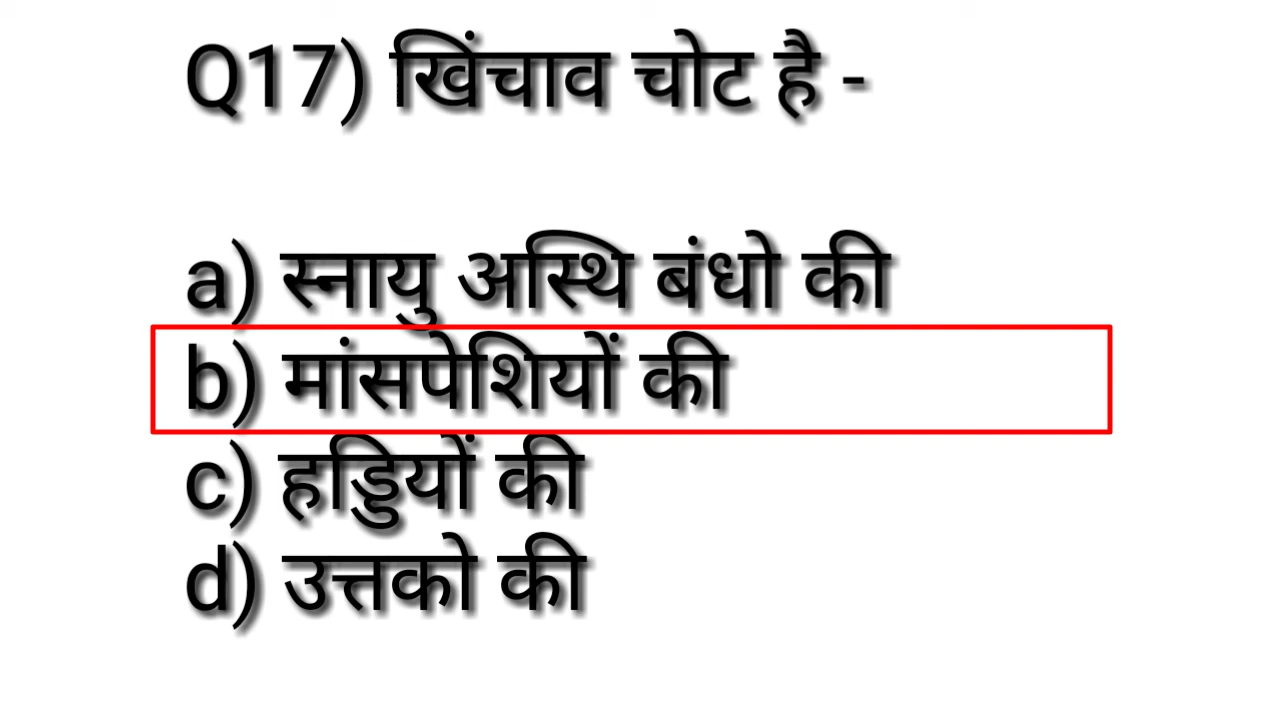 Q17) खिंचाव चोट है -
a) स्नायु अस्थि बंधो की
b) मांसपेशियों की
c) हड्डियों की
d) उत्तको की